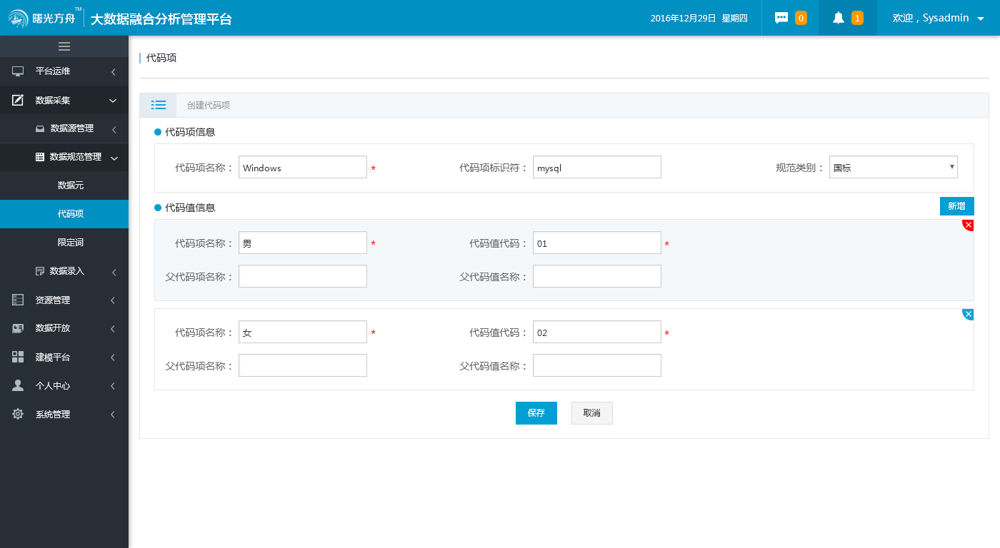 曙光方舟™ 大数据融合分析管理平台 2016年12月29日 星期四 0 1 欢迎，Sysadmin
平台运维
数据采集
数据源管理
数据规范管理
数据元
代码项
限定词
数据录入
资源管理
数据开放
建模平台
个人中心
系统管理
代码项
创建代码项
代码项信息
代码项名称： Windows * 代码项标识符： mysql 规范类别： 国标
代码值信息 新增
代码项名称： 男 * 代码值代码： 01 *
父代码项名称： 父代码值名称：
代码项名称： 女 * 代码值代码： 02 *
父代码项名称： 父代码值名称：
保存 取消